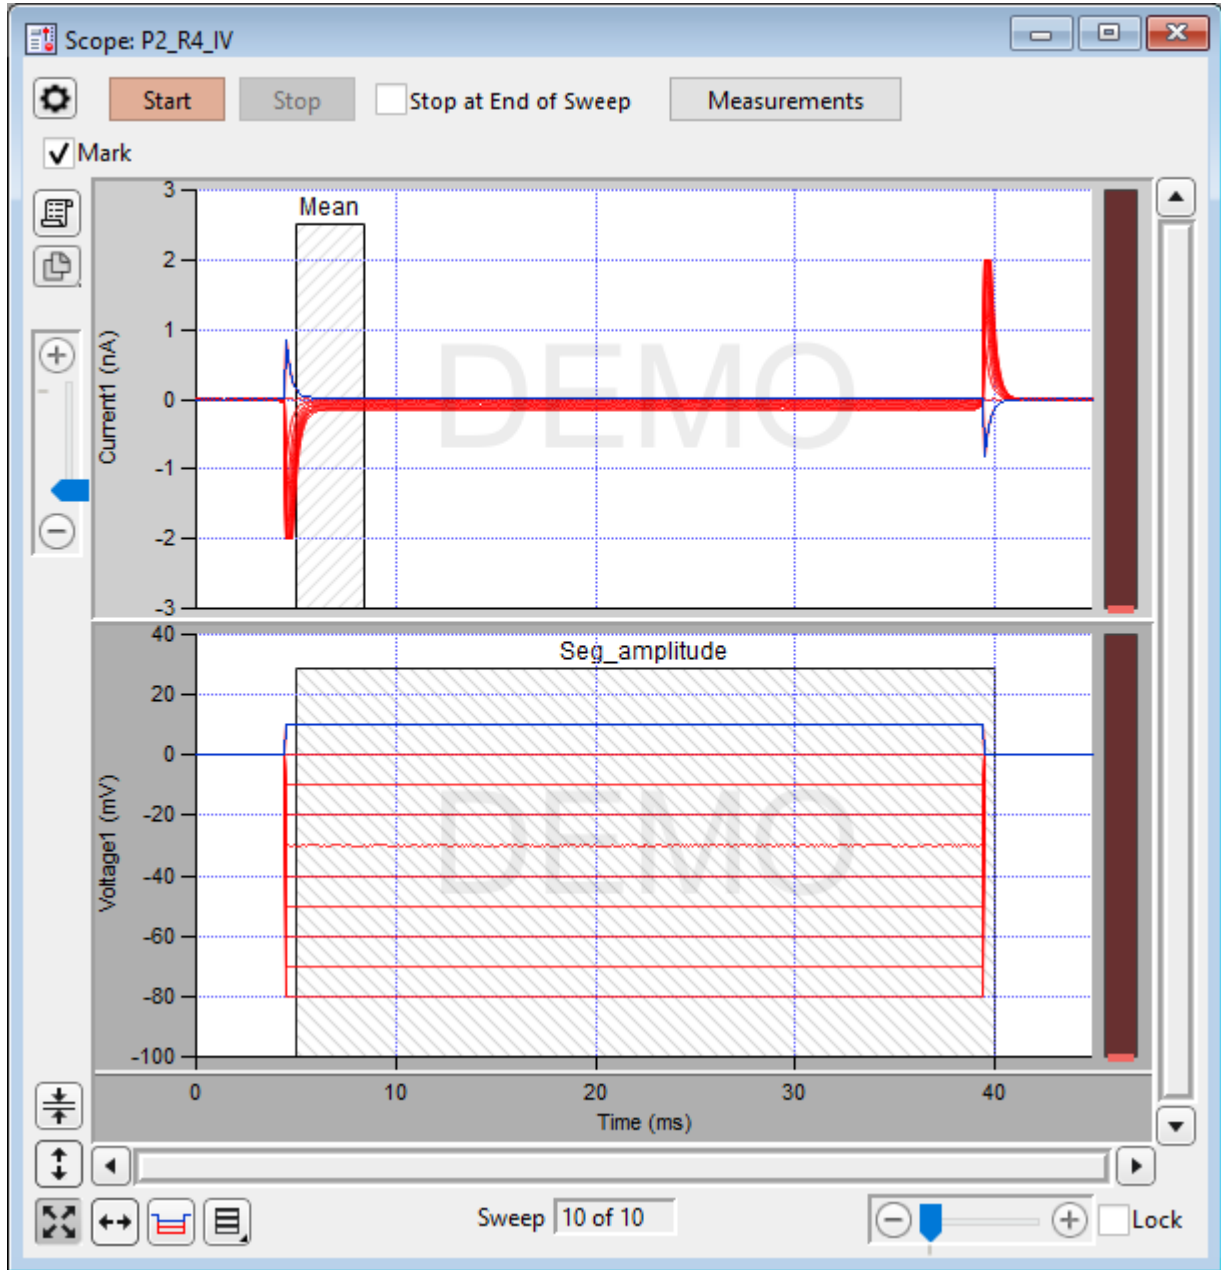 Scope: P2_R4_IV
Start
Stop
Stop at End of Sweep
Measurements
Mark
3
2
1
0
-1
-2
-3
Current1 (nA)
Mean
DEMO
40
20
0
-20
-40
-60
-80
-100
Voltage1 (mV)
Seg_amplitude
DEMO
0
10
20
30
40
Time (ms)
Sweep 10 of 10
Lock